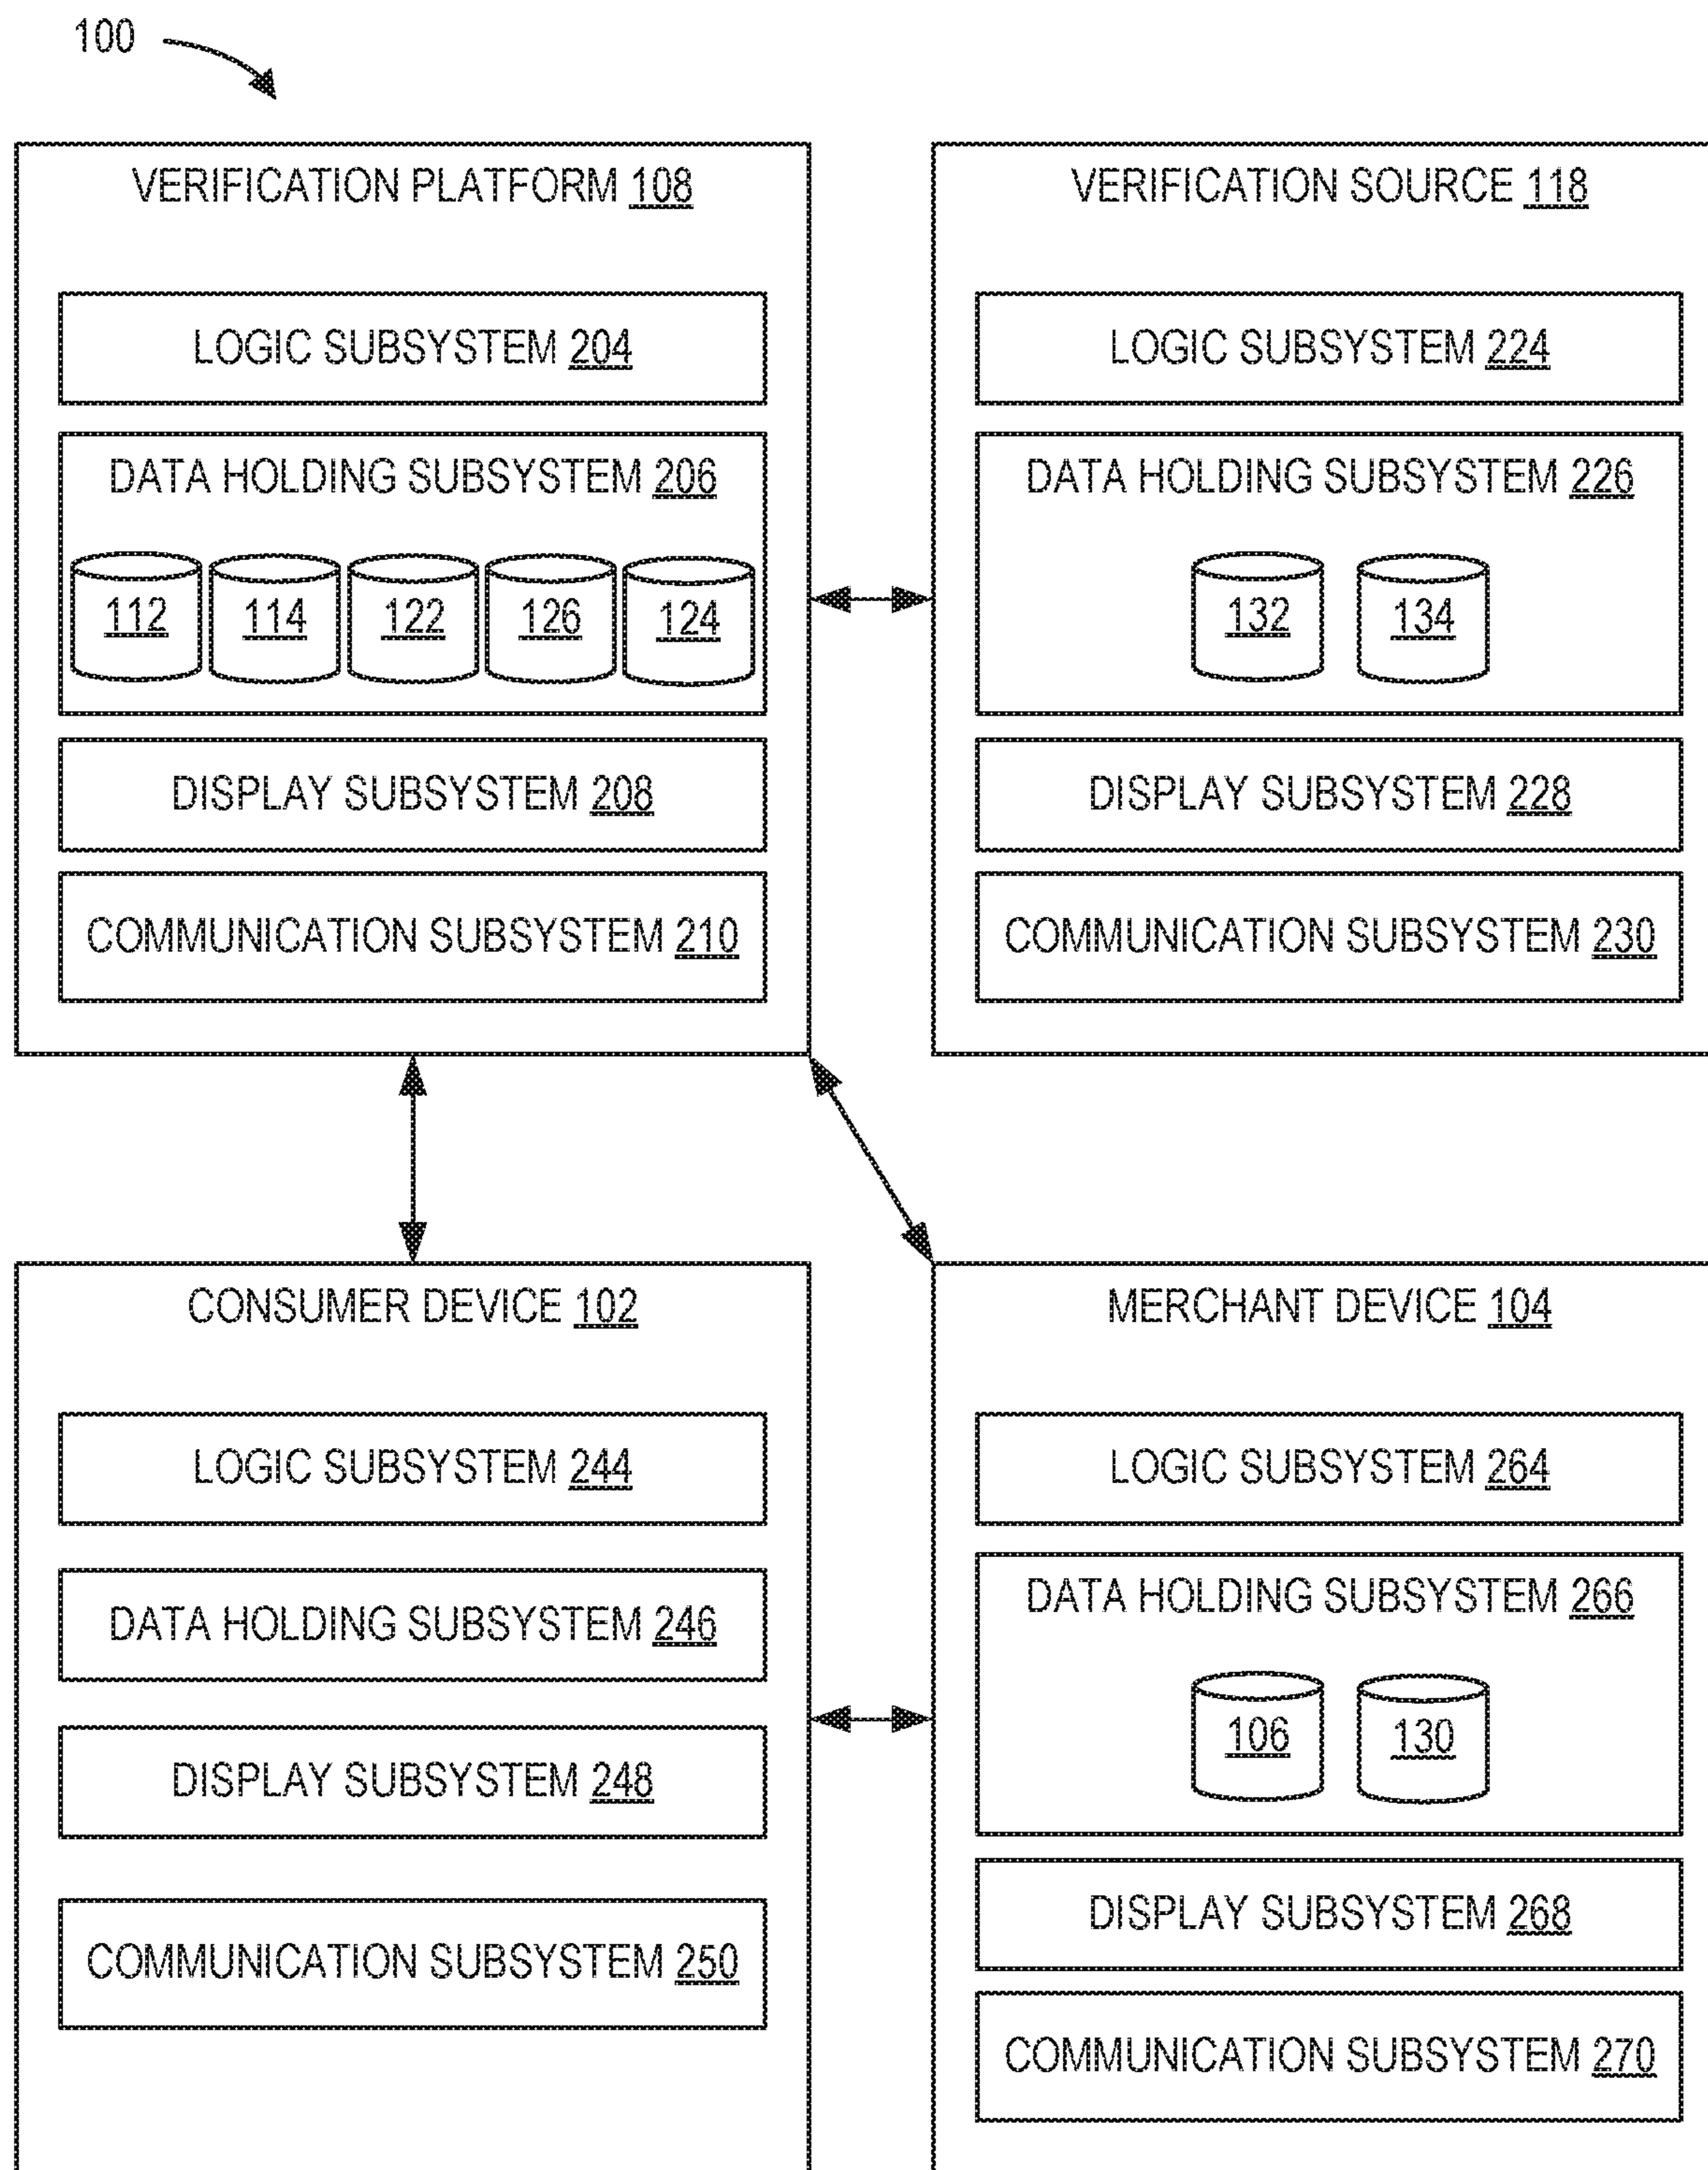 100
VERIFICATION PLATFORM 108
LOGIC SUBSYSTEM 204
DATA HOLDING SUBSYSTEM 206
112 114 122 126 124
DISPLAY SUBSYSTEM 208
COMMUNICATION SUBSYSTEM 210
VERIFICATION SOURCE 118
LOGIC SUBSYSTEM 224
DATA HOLDING SUBSYSTEM 226
132 134
DISPLAY SUBSYSTEM 228
COMMUNICATION SUBSYSTEM 230
CONSUMER DEVICE 102
LOGIC SUBSYSTEM 244
DATA HOLDING SUBSYSTEM 246
DISPLAY SUBSYSTEM 248
COMMUNICATION SUBSYSTEM 250
MERCHANT DEVICE 104
LOGIC SUBSYSTEM 264
DATA HOLDING SUBSYSTEM 266
106 130
DISPLAY SUBSYSTEM 268
COMMUNICATION SUBSYSTEM 270